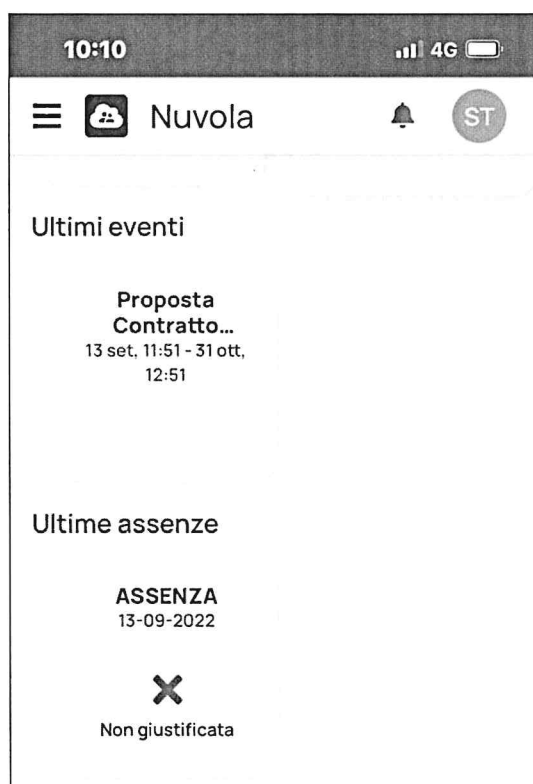 10:10 4G
Nuvola ST
Ultimi eventi
Proposta
Contratto...
13 set, 11:51 - 31 ott,
12:51
Ultime assenze
ASSENZA
13-09-2022
Non giustificata